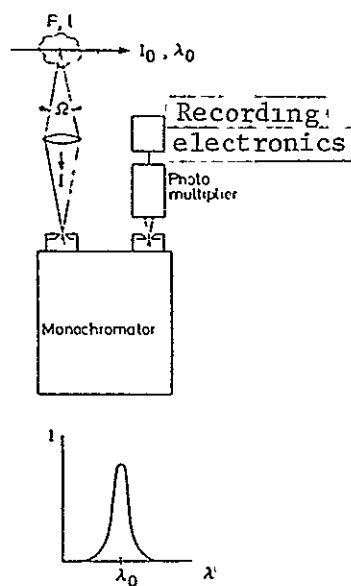 F, l
I₀ , λ₀
Ω
I
Recording
electronics
Photo
multiplier
Monochromator
I
λ₀
λ